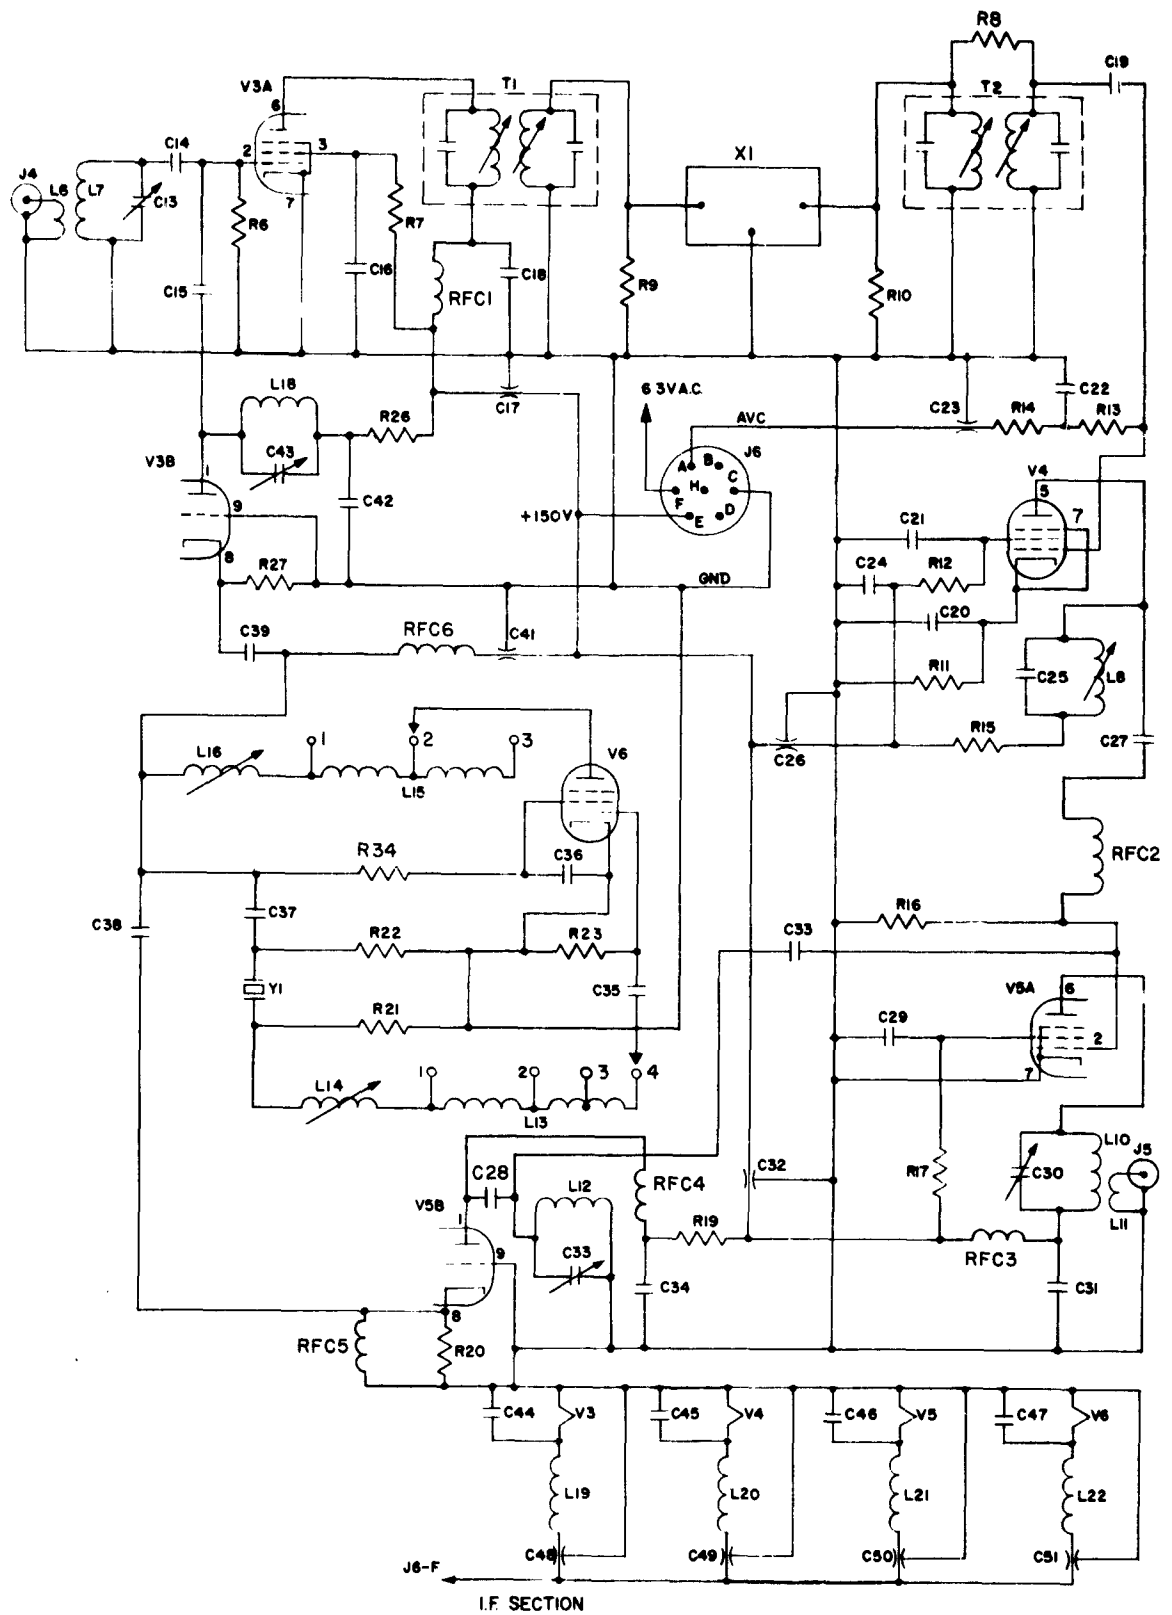 R8
C19
V3A
T1
T2
6
C14
2
3
X1
J4
L6
L7
C13
7
R6
R7
C16
C18
RFC1
C15
R9
R10
L18
R26
C17
6 3V A.C.
C23
C22
R14
R13
AVC
J6
V3B
1
C43
A
B
C
H
F
E
D
V4
5
7
9
C42
+150V
C21
8
R27
C24
R12
GND
C20
C39
RFC6
C41
R11
C25
L8
L16
1
2
3
V6
R15
C27
L15
C26
R34
C36
RFC2
C38
C37
R16
C33
R22
R23
Y1
C35
V5A
6
R21
C29
2
7
L14
1
2
3
4
L13
L10
J5
C28
RFC4
C32
R17
C30
L12
V5B
1
R19
L11
9
C33
RFC3
C34
C31
8
RFC5
R20
C44
V3
C45
V4
C46
V5
C47
V6
L19
L20
L21
L22
C48
C49
C50
C51
J6-F
I.F. SECTION